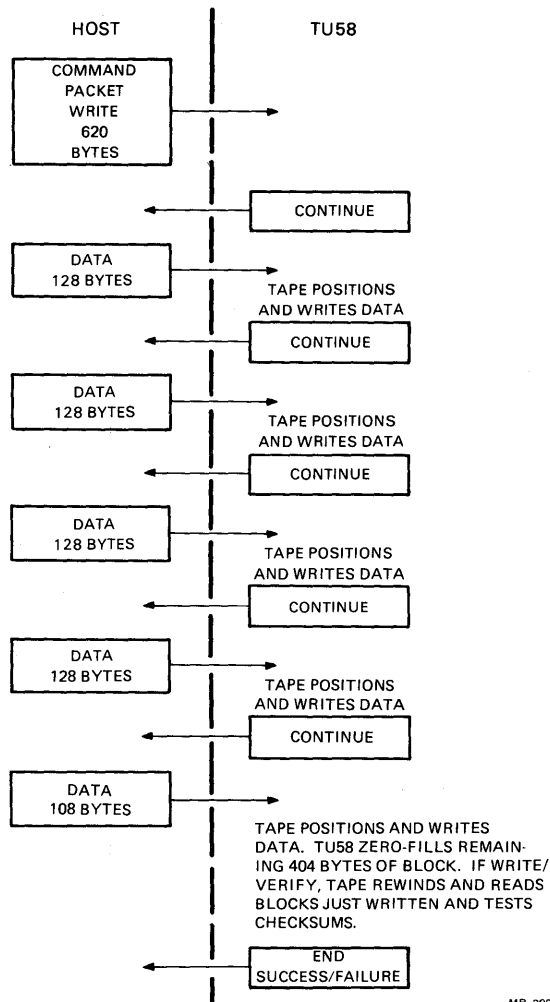 HOST
TU58
COMMAND
PACKET
WRITE
620
BYTES
CONTINUE
DATA
128 BYTES
TAPE POSITIONS
AND WRITES DATA
CONTINUE
DATA
128 BYTES
TAPE POSITIONS
AND WRITES DATA
CONTINUE
DATA
128 BYTES
TAPE POSITIONS
AND WRITES DATA
CONTINUE
DATA
128 BYTES
TAPE POSITIONS
AND WRITES DATA
CONTINUE
DATA
108 BYTES
TAPE POSITIONS AND WRITES
DATA. TU58 ZERO-FILLS REMAIN-
ING 404 BYTES OF BLOCK. IF WRITE/
VERIFY, TAPE REWINDS AND READS
BLOCKS JUST WRITTEN AND TESTS
CHECKSUMS.
END
SUCCESS/FAILURE